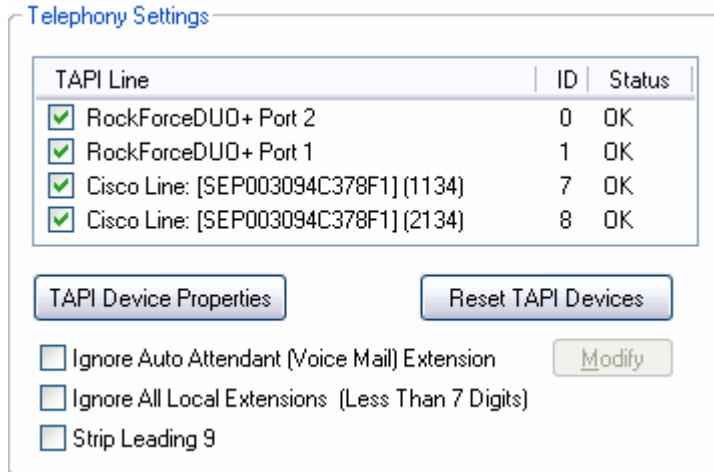 Telephony Settings
TAPI Line ID Status
RockForceDUO+ Port 2 0 OK
RockForceDUO+ Port 1 1 OK
Cisco Line: [SEP003094C378F1] (1134) 7 OK
Cisco Line: [SEP003094C378F1] (2134) 8 OK
TAPI Device Properties Reset TAPI Devices
Ignore Auto Attendant (Voice Mail) Extension Modify
Ignore All Local Extensions (Less Than 7 Digits)
Strip Leading 9